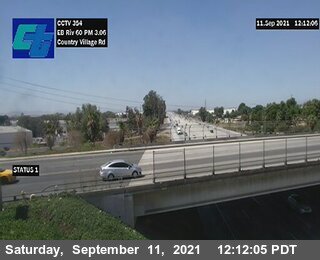 CCTV 354
EB Riv 60 PM 3.06
Country Village Rd
11.Sep 2021 12:12:06
STATUS 1
Saturday, September 11, 2021 12:12:05 PDT